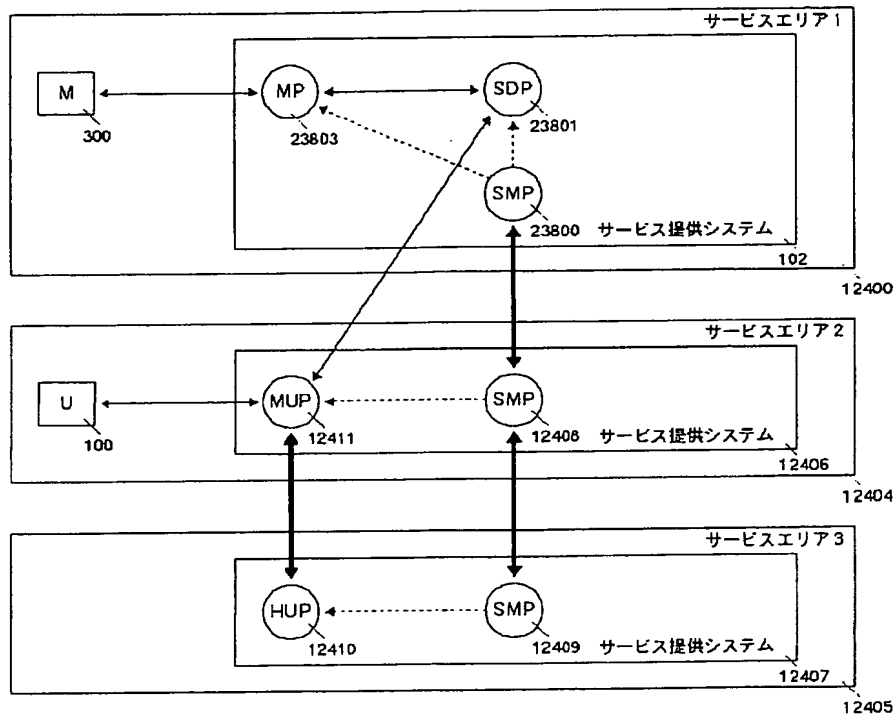 サービスエリア1
M
300
MP
23803
SDP
23801
SMP
23800
サービス提供システム
102
12400
サービスエリア2
U
100
MUP
12411
SMP
12408
サービス提供システム
12406
12404
サービスエリア3
HUP
12410
SMP
12409
サービス提供システム
12407
12405